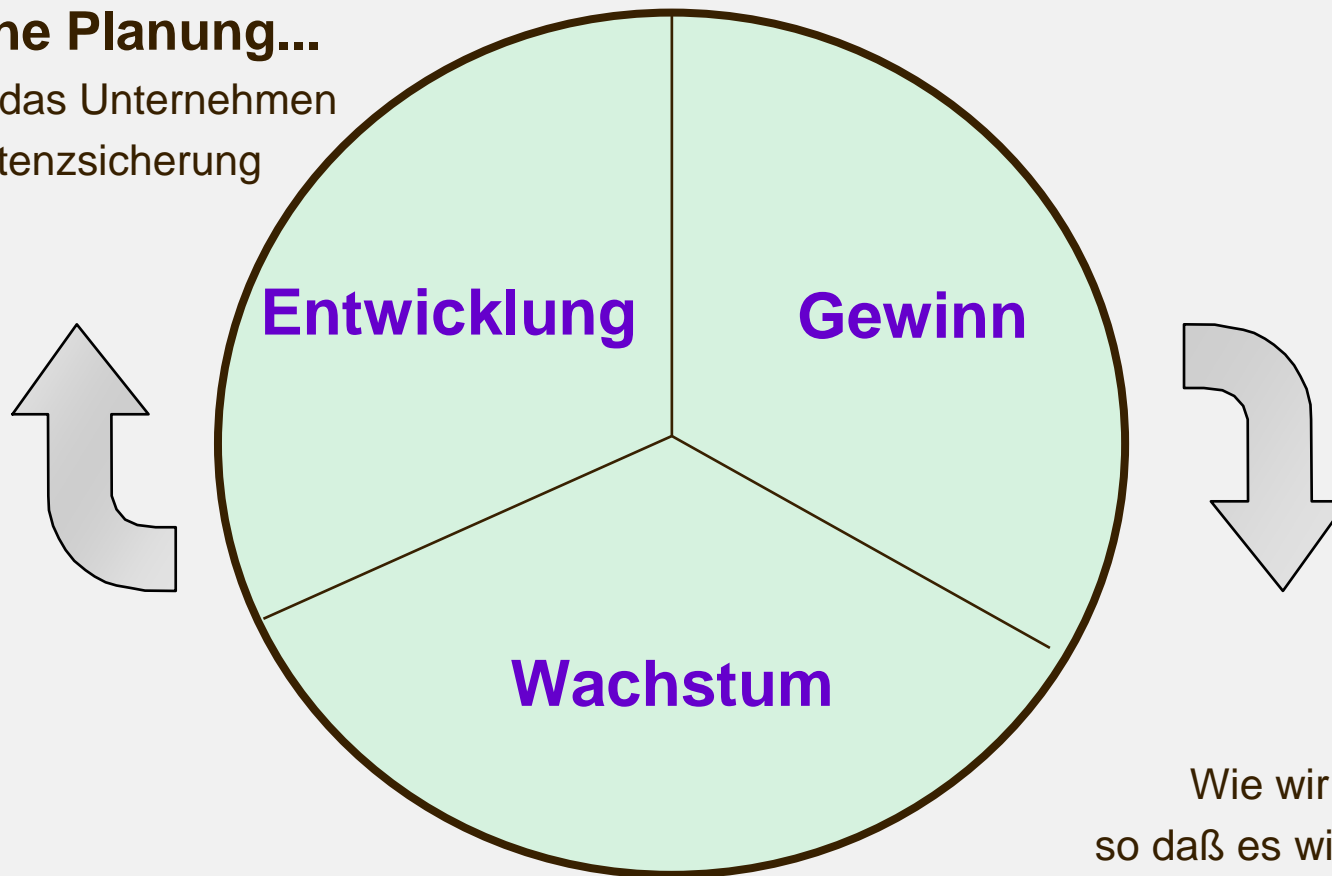 ne Planung...
das Unternehmen
tenzsicherung
Entwicklung
Gewinn
Wachstum
Wie wir
so daß es wi